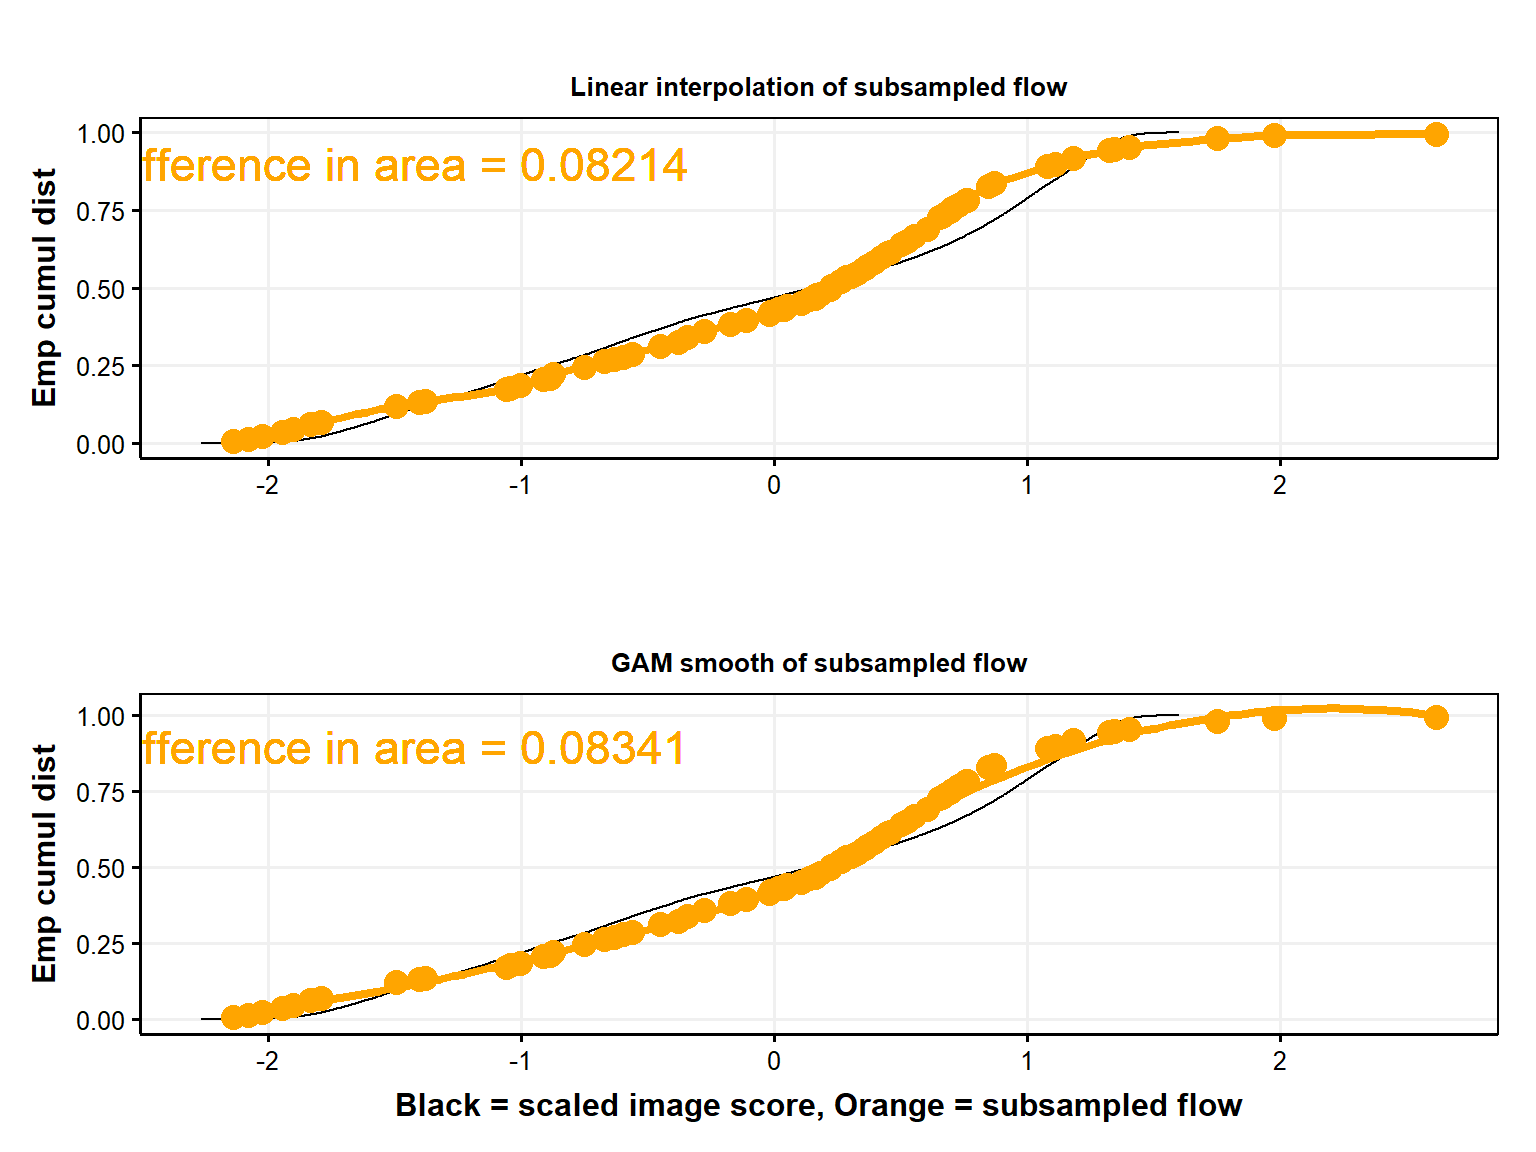 Linear interpolation of subsampled flow
Emp cumul dist
1.00
0.75
0.50
0.25
0.00
fference in area = 0.08214
-2 -1 0 1 2
GAM smooth of subsampled flow
Emp cumul dist
1.00
0.75
0.50
0.25
0.00
fference in area = 0.08341
-2 -1 0 1 2
Black = scaled image score, Orange = subsampled flow